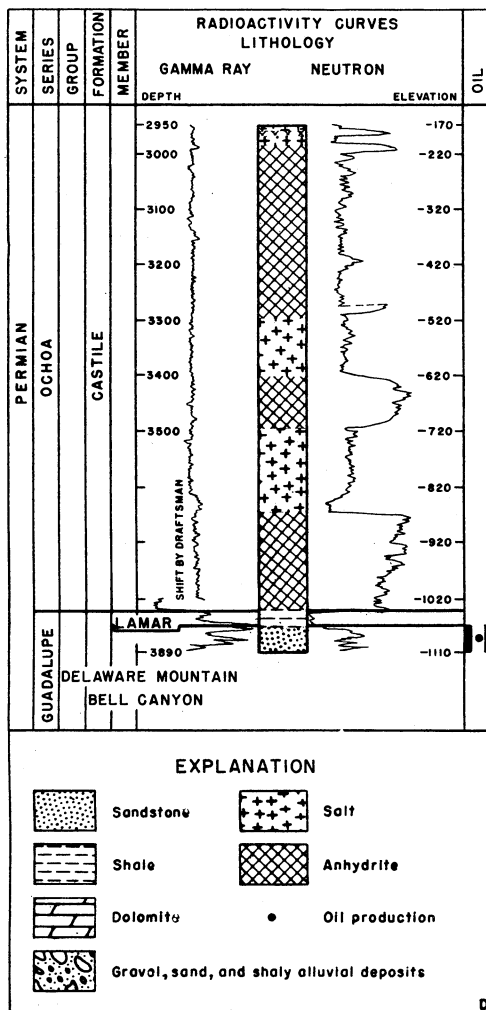 SYSTEM
SERIES
GROUP
FORMATION
MEMBER
RADIOACTIVITY CURVES
LITHOLOGY
GAMMA RAY NEUTRON
DEPTH ELEVATION
OIL
2950 -170
3000 -220
3100 -320
3200 -420
3300 -520
3400 -620
3500 -720
-820
-920
-1020
3890 -1110
PERMIAN
OCHOA
CASTILE
SHIFT BY DRAFTSMAN
GUADALUPE
LAMAR
DELAWARE MOUNTAIN
BELL CANYON
EXPLANATION
Sandstone Salt
Shale Anhydrite
Dolomite Oil production
Gravel, sand, and shaly alluvial deposits
D